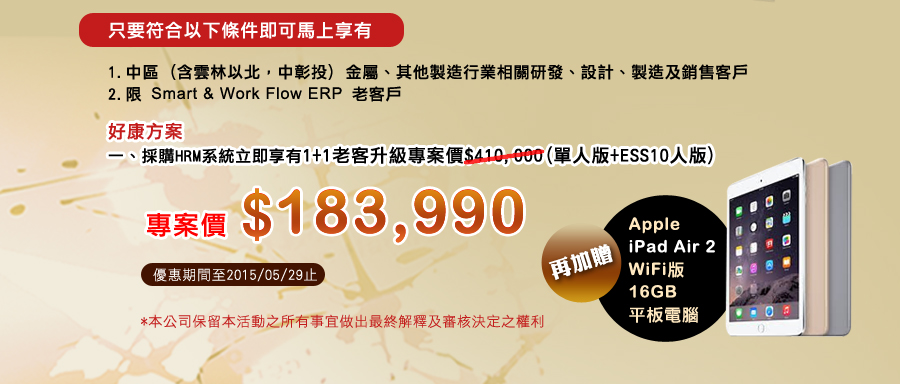 只要符合以下條件即可馬上享有
1.中區（含雲林以北，中彰投）金屬、其他製造行業相關研發、設計、製造及銷售客戶
2.限 Smart & Work Flow ERP 老客戶
好康方案
一、採購HRM系統立即享有1+1老客升級專案價$410,000(單人版+ESS10人版)
專案價 $183,990
再加贈
Apple
iPad Air 2
WiFi版
16GB
平板電腦
優惠期間至2015/05/29止
*本公司保留本活動之所有事宜做出最終解釋及審核決定之權利